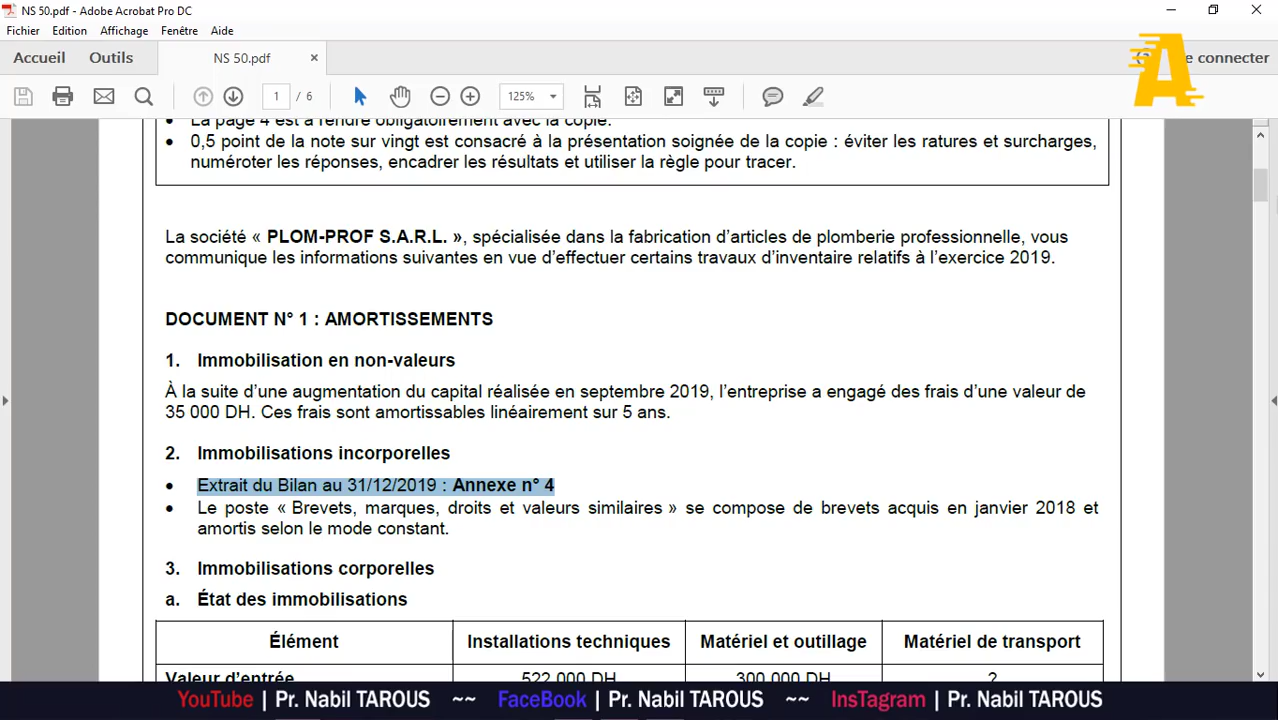 NS 50.pdf - Adobe Acrobat Pro DC
Fichier Edition Affichage Fenêtre Aide
Accueil Outils NS 50.pdf × connecter
1 / 6 125%
La page 4 est à rendre obligatoirement avec la copie.
• 0,5 point de la note sur vingt est consacré à la présentation soignée de la copie : éviter les ratures et surcharges,
numéroter les réponses, encadrer les résultats et utiliser la règle pour tracer.
La société « PLOM-PROF S.A.R.L. », spécialisée dans la fabrication d’articles de plomberie professionnelle, vous
communique les informations suivantes en vue d’effectuer certains travaux d’inventaire relatifs à l’exercice 2019.
DOCUMENT N° 1 : AMORTISSEMENTS
1. Immobilisation en non-valeurs
À la suite d’une augmentation du capital réalisée en septembre 2019, l’entreprise a engagé des frais d’une valeur de
35 000 DH. Ces frais sont amortissables linéairement sur 5 ans.
2. Immobilisations incorporelles
• Extrait du Bilan au 31/12/2019 : Annexe n° 4
• Le poste « Brevets, marques, droits et valeurs similaires » se compose de brevets acquis en janvier 2018 et
amortis selon le mode constant.
3. Immobilisations corporelles
a. État des immobilisations
Élément Installations techniques Matériel et outillage Matériel de transport
Valeur d’entrée 522 000 DH 300 000 DH ?
YouTube | Pr. Nabil TAROUS ~~ FaceBook | Pr. Nabil TAROUS ~~ InsTagram | Pr. Nabil TAROUS